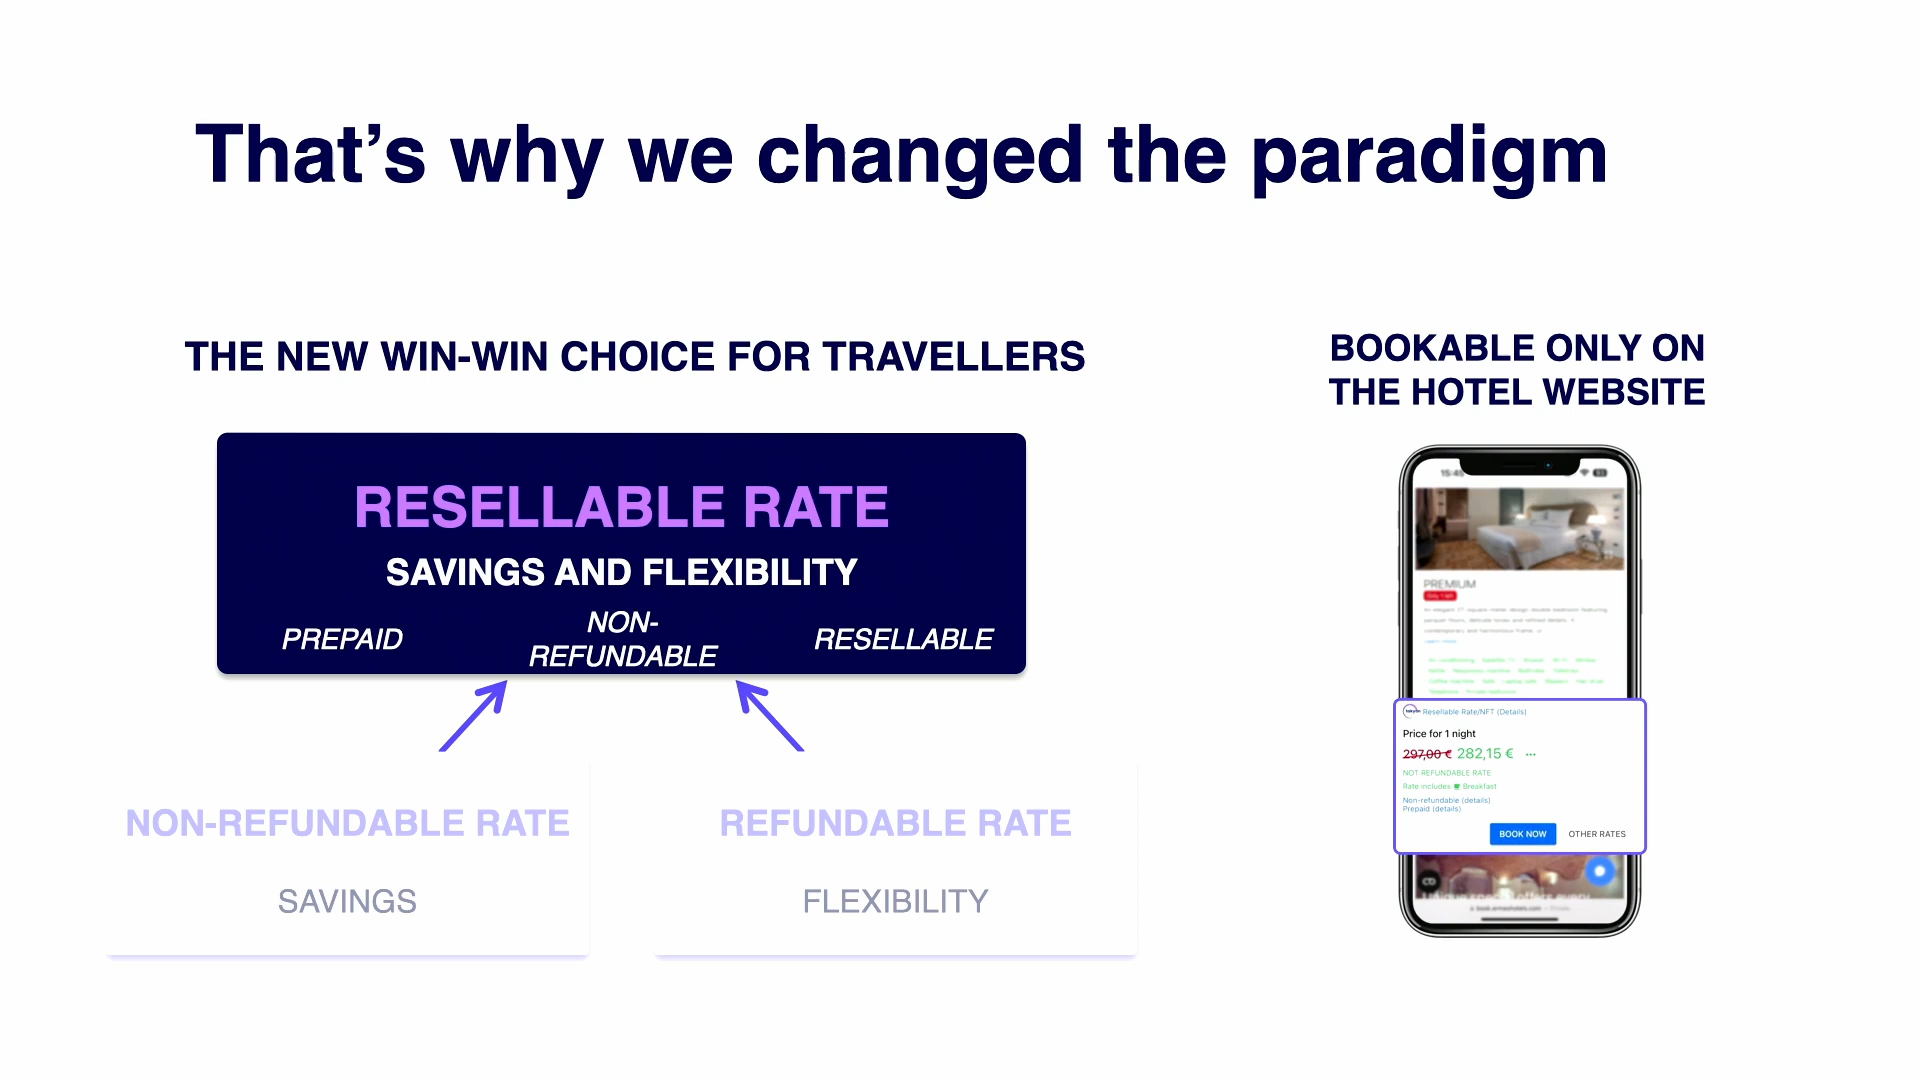 That’s why we changed the paradigm
THE NEW WIN-WIN CHOICE FOR TRAVELLERS
RESELLABLE RATE
SAVINGS AND FLEXIBILITY
PREPAID
NON-
REFUNDABLE
RESELLABLE
NON-REFUNDABLE RATE
SAVINGS
REFUNDABLE RATE
FLEXIBILITY
BOOKABLE ONLY ON
THE HOTEL WEBSITE
15:45
PREMIUM
Resellable Rate/NFT (Details)
Price for 1 night
297,00 € 282,15 € ...
NOT REFUNDABLE RATE
Rate includes Breakfast
Non-refundable (details)
Prepaid (details)
BOOK NOW OTHER RATES